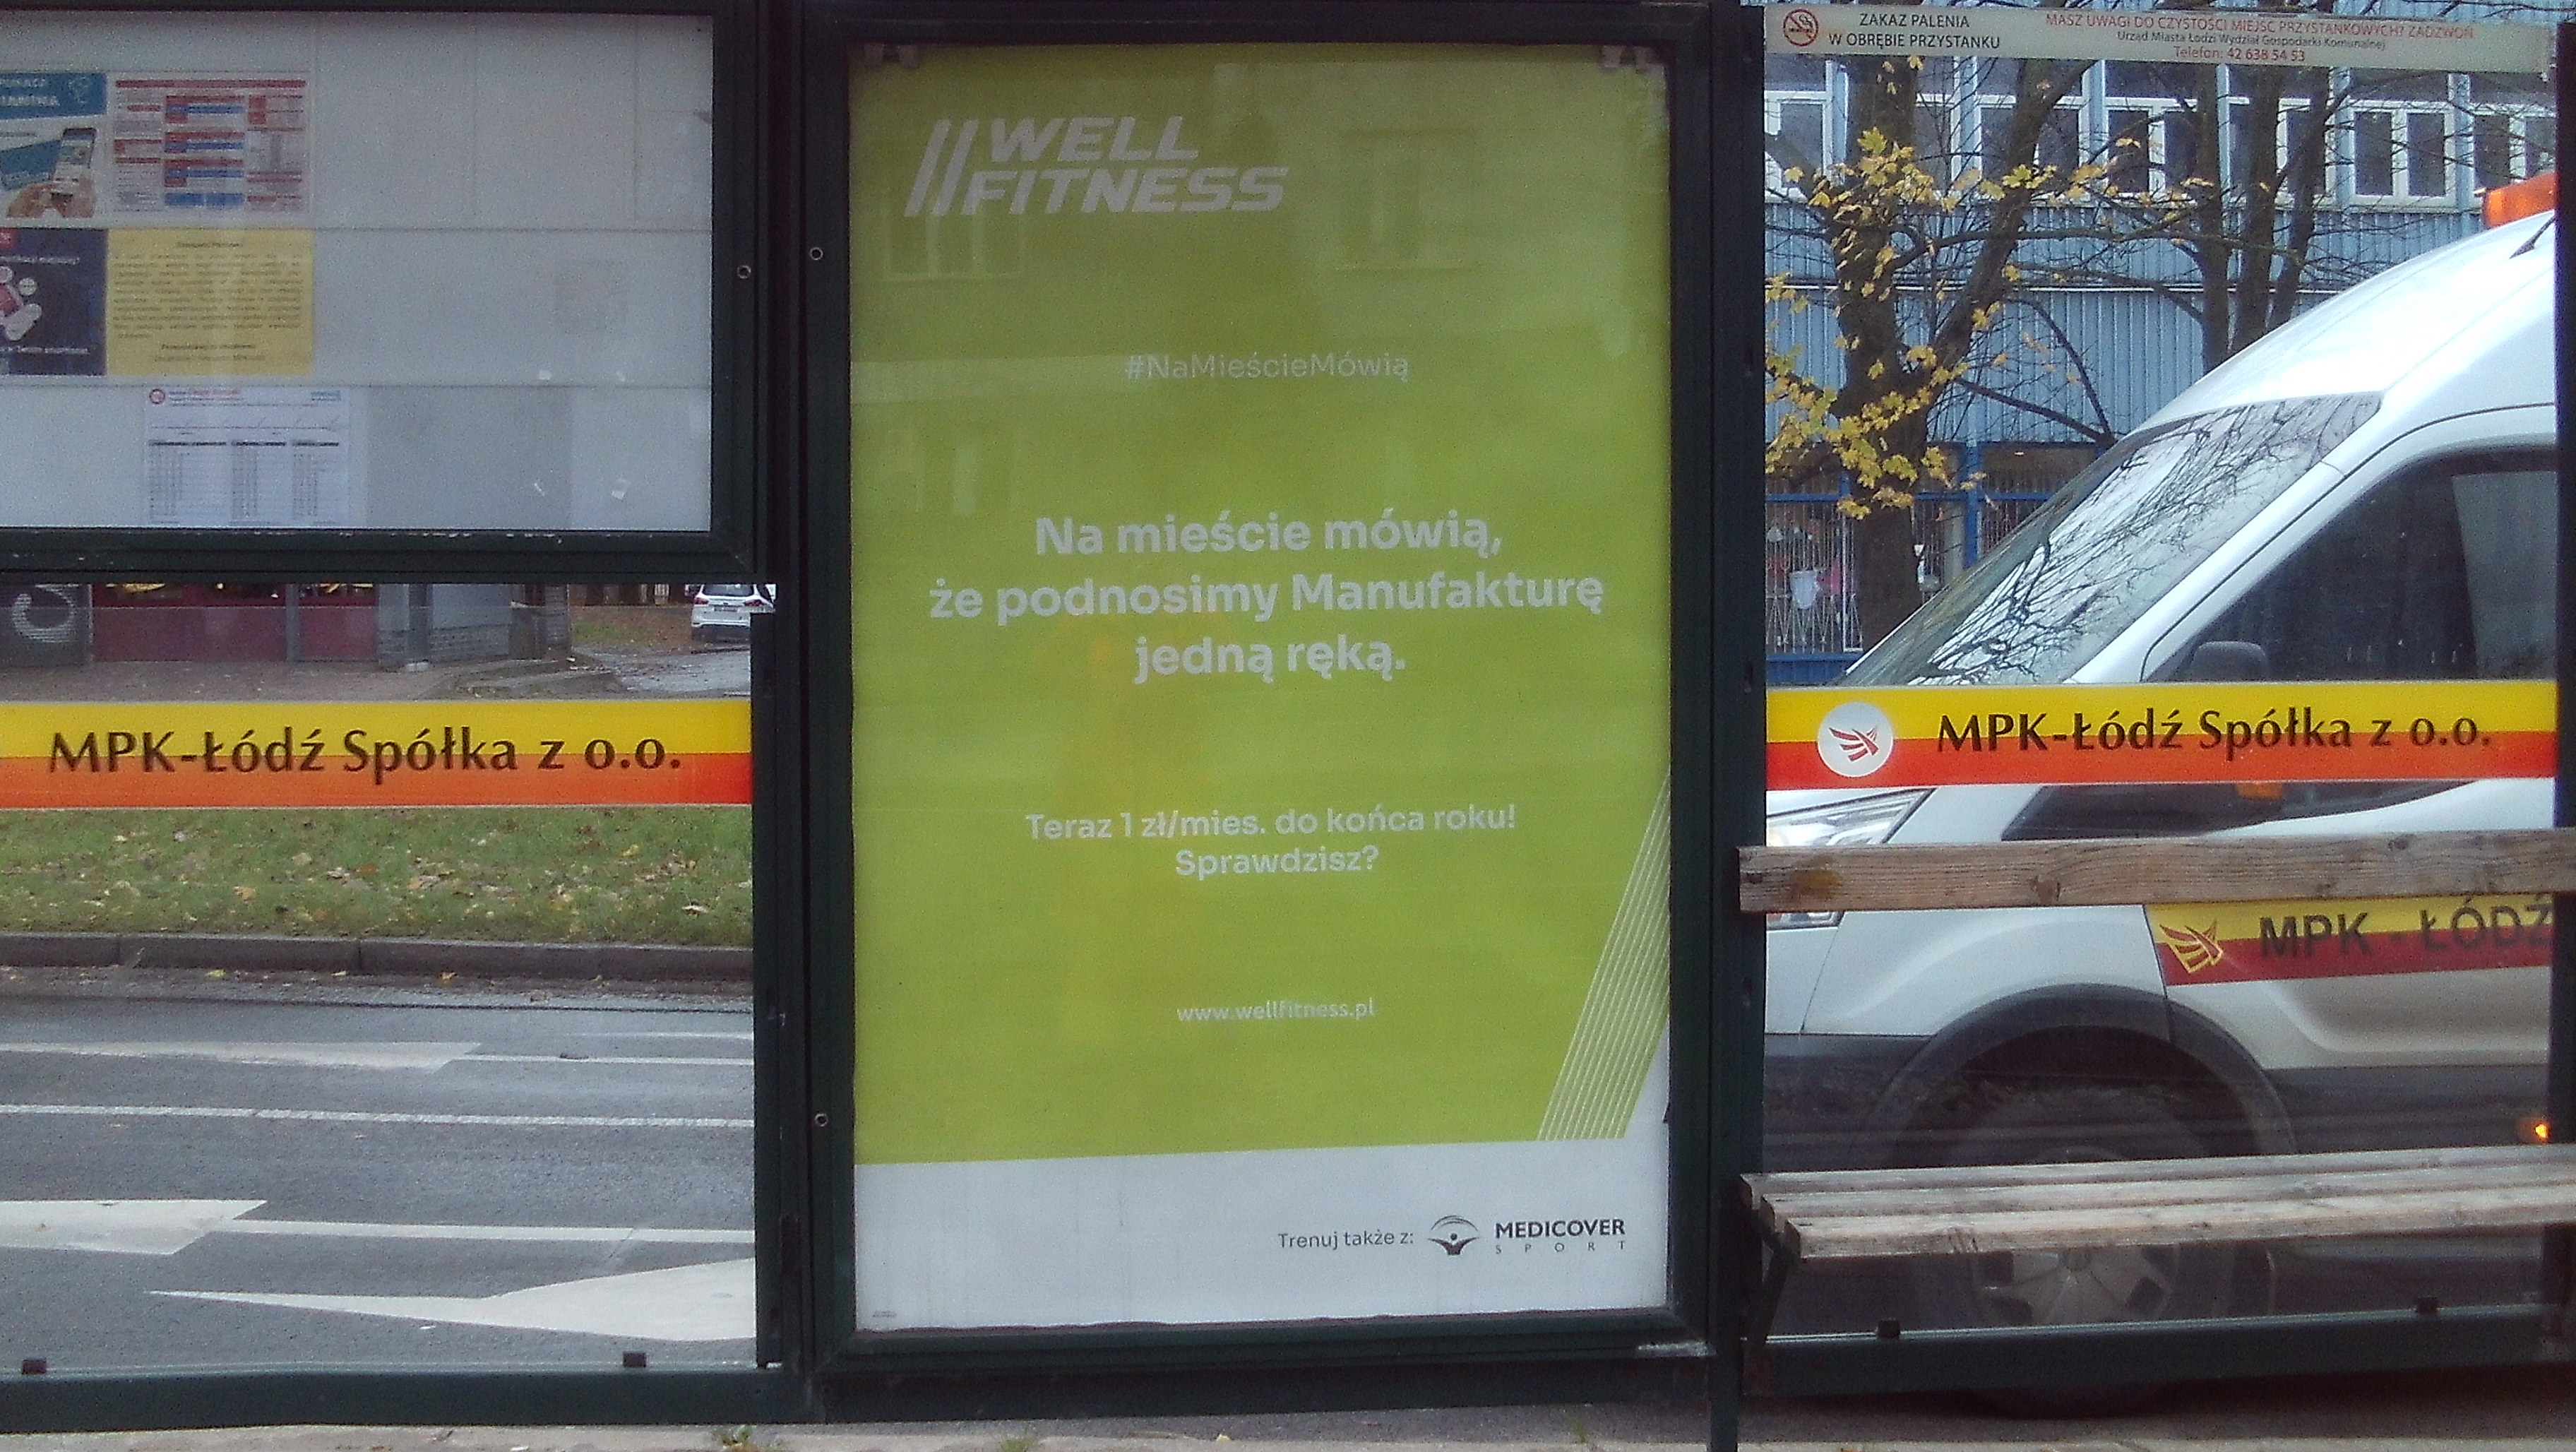 WELL
FITNESS
#NaMieścieMówią
Na mieście mówią,
że podnosimy Manufakturę
jedną ręką.
Teraz 1 zł/mies. do końca roku!
Sprawdzisz?
www.wellfitness.pl
Trenuj także z:
MEDICOVER
SPORT
MPK-Łódź Spółka z o.o.
ZAKAZ PALENIA
W OBRĘBIE PRZYSTANKU
MASZ UWAGI DO CZYSTOŚCI MIEJSC PRZYSTANKOWYCH? ZADZWOŃ
Urząd Miasta Łodzi Wydział Gospodarki Komunalnej
Telefon: 42 638 54 53
MPK-Łódź Spółka z o.o.
MPK - ŁÓDŹ